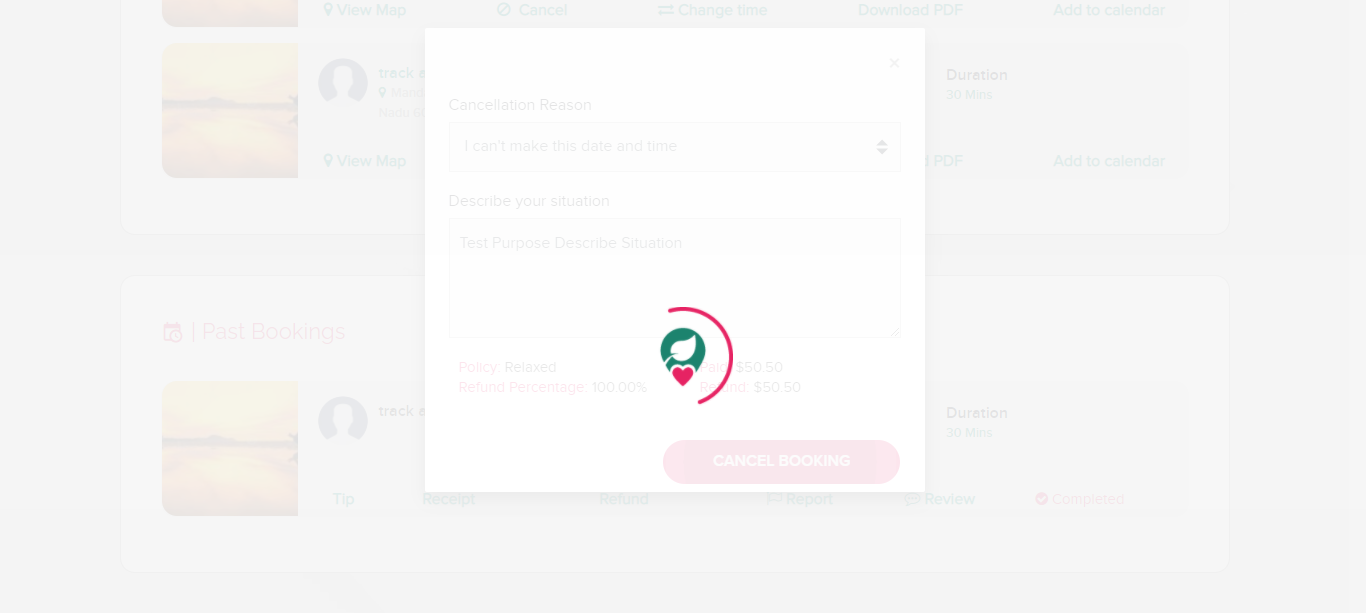 View Map Cancel Change time Download PDF Add to calendar
track a
Duration
30 Mins
View Map
d PDF Add to calendar
×
Cancellation Reason
I can't make this date and time
Describe your situation
Test Purpose Describe Situation
Policy: Relaxed
Paid: $50.50
Refund Percentage: 100.00%
Refund: $50.50
CANCEL BOOKING
| Past Bookings
track a
Duration
30 Mins
Tip Receipt Refund Report Review Completed